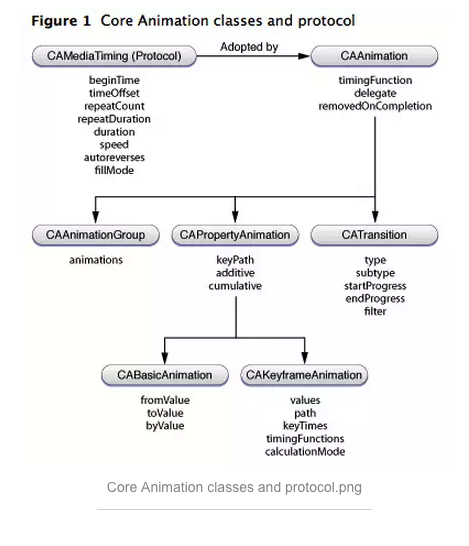 Figure 1 Core Animation classes and protocol
CAMediaTiming (Protocol)
Adopted by
CAAnimation
beginTime
timeOffset
repeatCount
repeatDuration
duration
speed
autoreverses
fillMode
timingFunction
delegate
removedOnCompletion
CAAnimationGroup
CAPropertyAnimation
CATransition
animations
keyPath
additive
cumulative
type
subtype
startProgress
endProgress
filter
CABasicAnimation
CAKeyframeAnimation
fromValue
toValue
byValue
values
path
keyTimes
timingFunctions
calculationMode
Core Animation classes and protocol.png